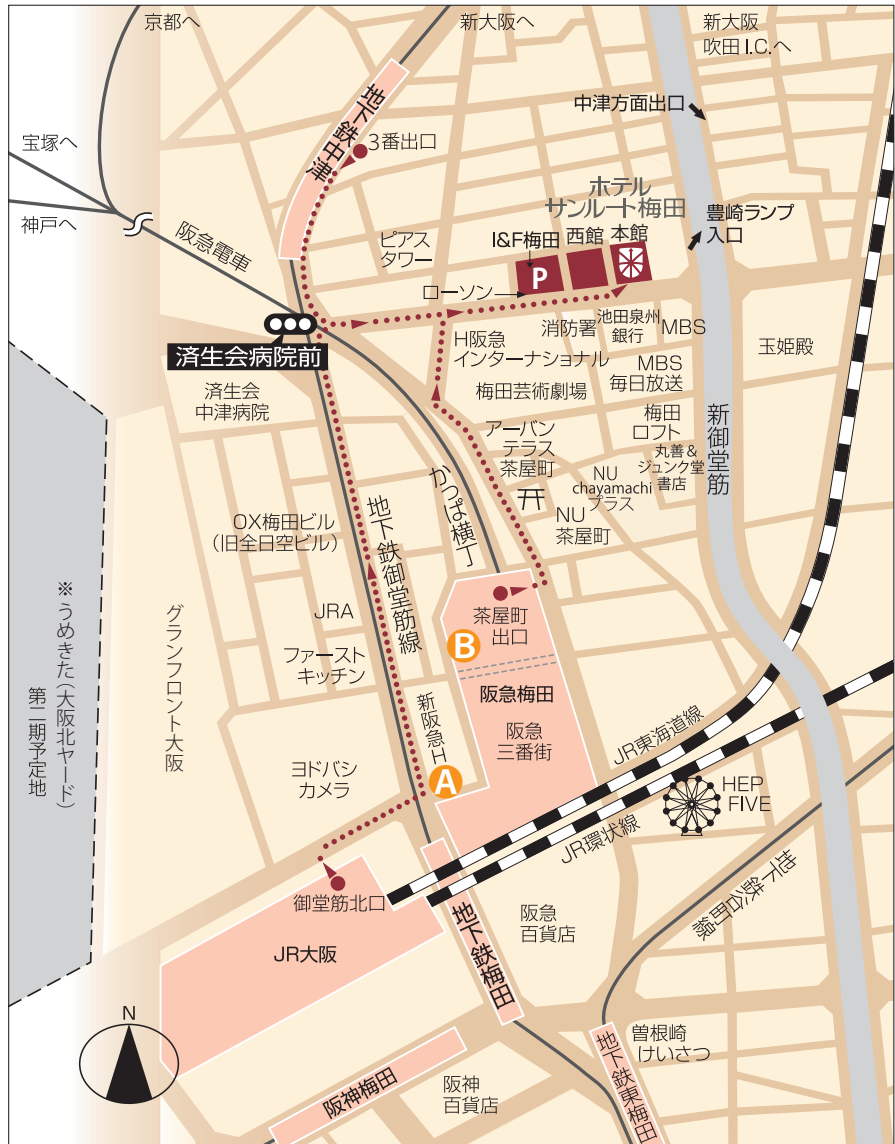 京都へ
新大阪へ
新大阪
吹田I.C.へ
中津方面出口
宝塚へ
地下鉄中津
3番出口
神戸へ
阪急電車
ホテル
サンルート梅田
豊崎ランプ
入口
ピアス
タワー
I&F梅田
西館
本館
P
ローソン
済生会病院前
H阪急
インターナショナル
消防署
池田泉州
銀行
MBS
玉姫殿
済生会
中津病院
梅田芸術劇場
MBS
毎日放送
梅田
ロフト
新御堂筋
アーバン
テラス
茶屋町
丸善&
ジュンク堂
書店
NU
chayamachi
プラス
NU
茶屋町
かっぱ横丁
OX梅田ビル
(旧全日空ビル)
地下鉄御堂筋線
※うめきた(大阪北ヤード)
第二期予定地
グランフロント大阪
JRA
ファースト
キッチン
茶屋町
出口
B
阪急梅田
阪急
三番街
新阪急H
A
ヨドバシ
カメラ
JR東海道線
JR環状線
HEP
FIVE
御堂筋北口
JR大阪
地下鉄梅田
阪急
百貨店
地下鉄谷町線
N
阪神梅田
阪神
百貨店
曽根崎
けいさつ
地下鉄東梅田